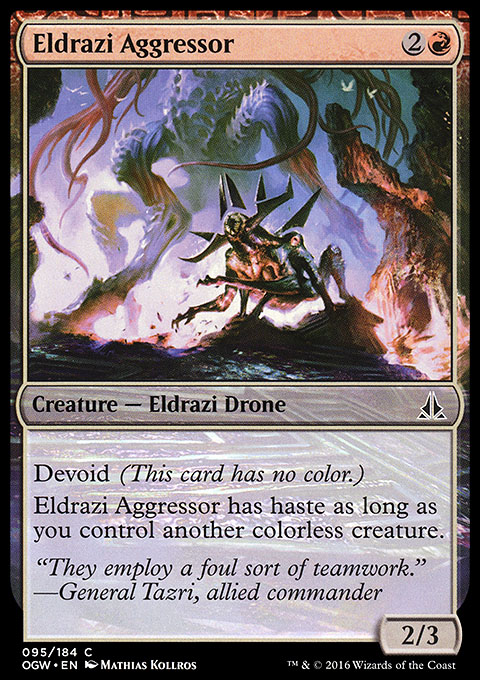 Eldrazi Aggressor 2
Creature — Eldrazi Drone
Devoid (This card has no color.)
Eldrazi Aggressor has haste as long as
you control another colorless creature.
“They employ a foul sort of teamwork.”
—General Tazri, allied commander
2/3
095/184 C
OGW • EN Mathias Kollros
™ & © 2016 Wizards of the Coast